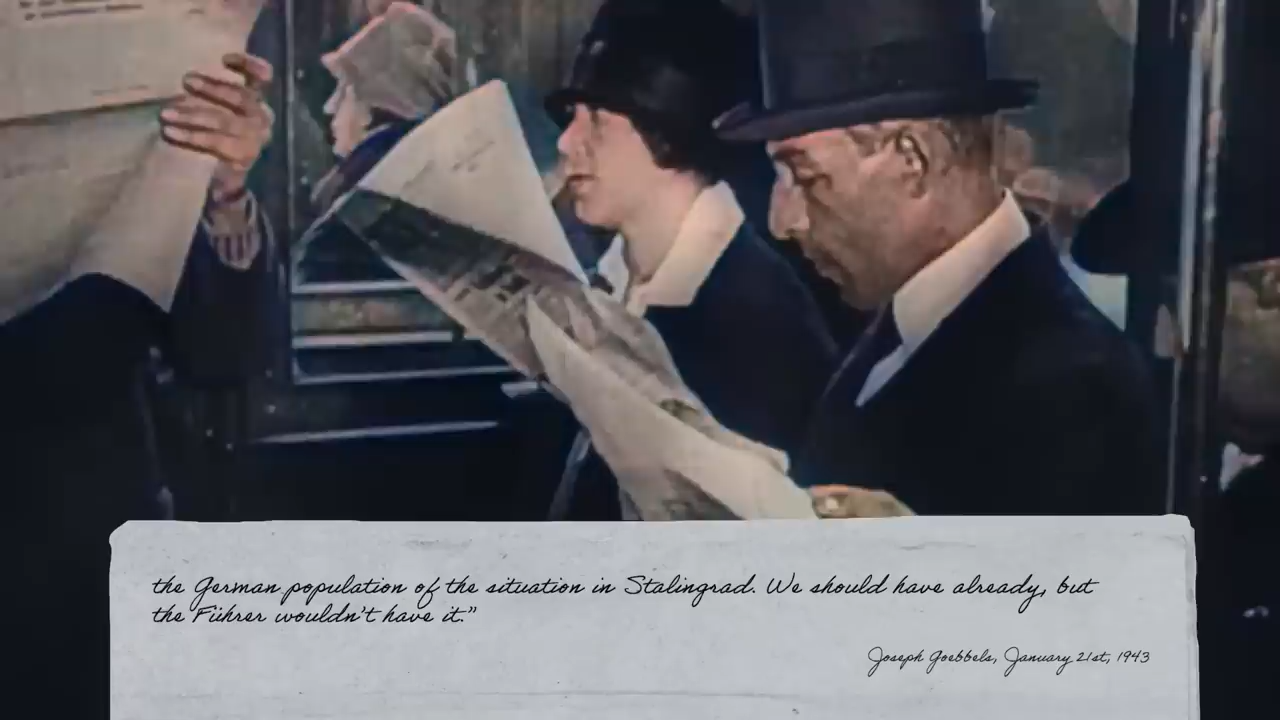 the German population of the situation in Stalingrad. We should have already, but
the Führer wouldn't have it."
Joseph Goebbels, January 21st, 1943